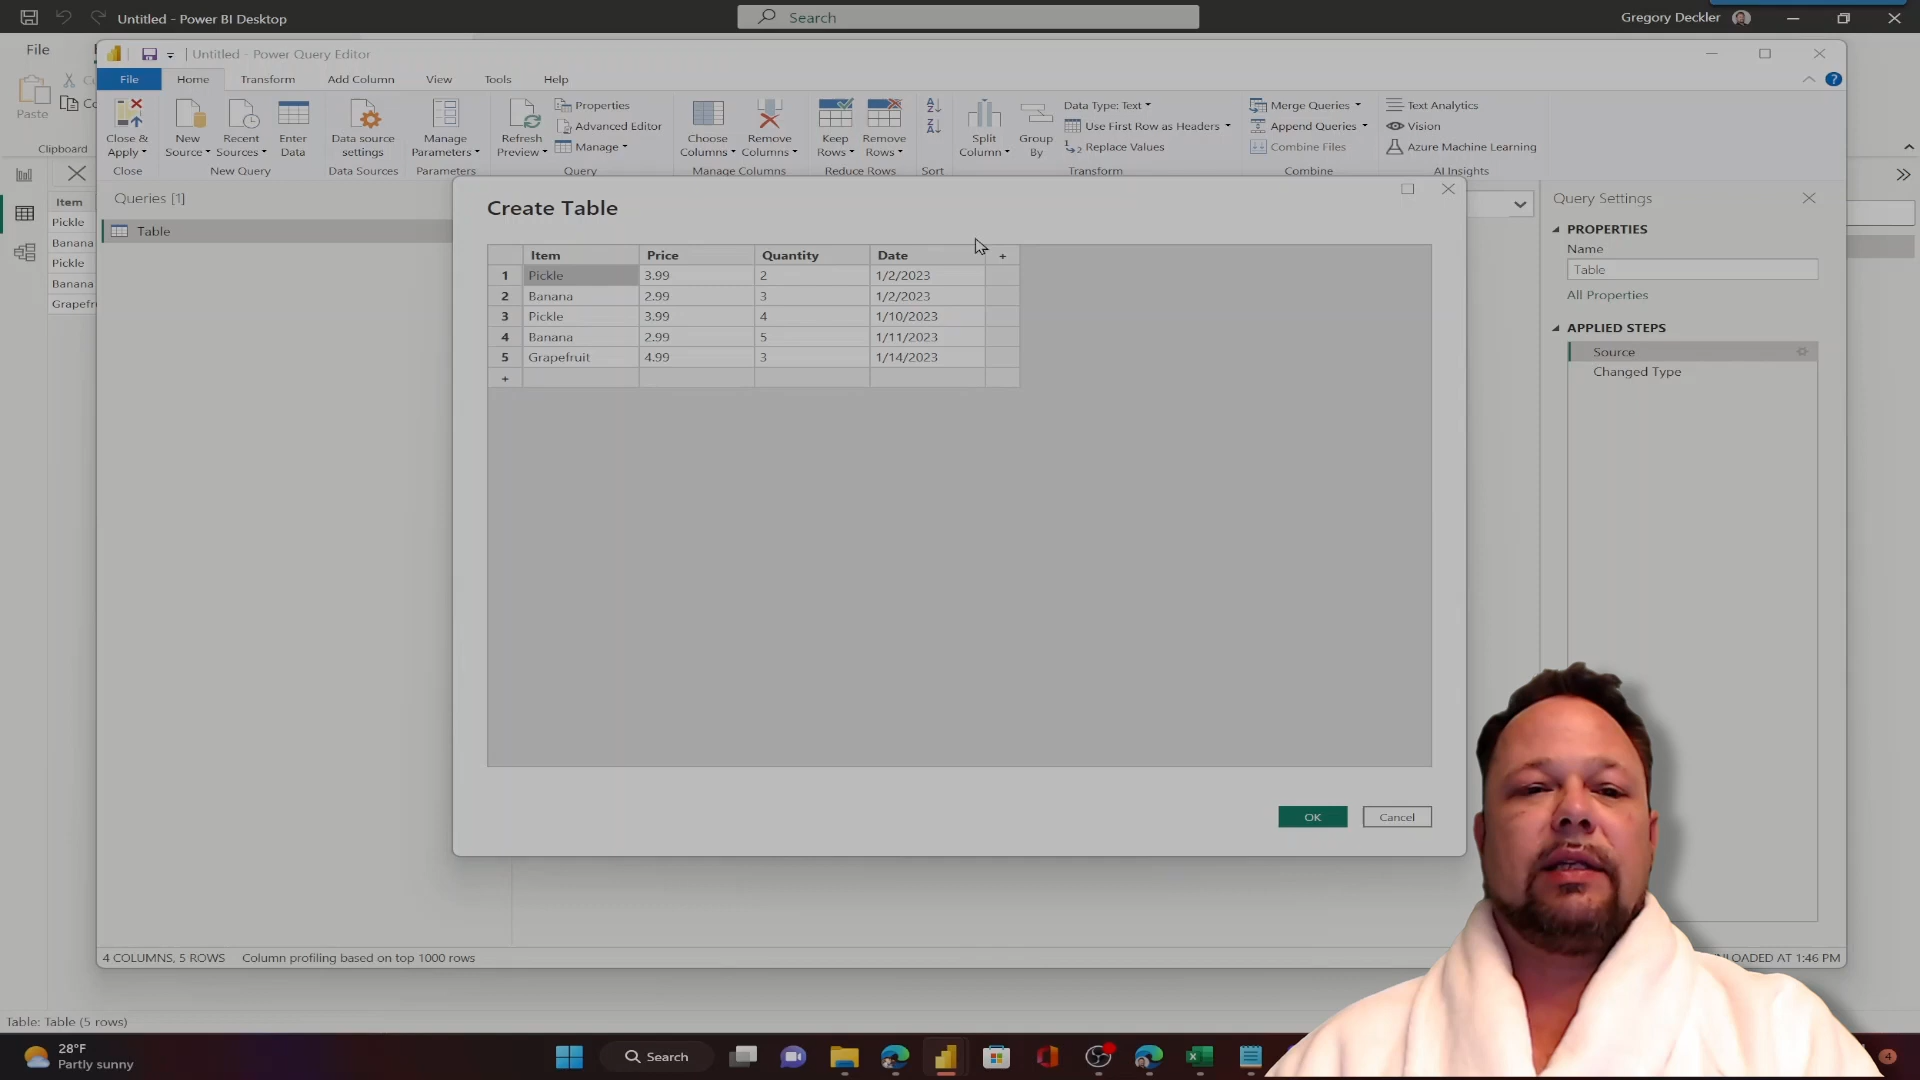 Untitled - Power BI Desktop
Search
Gregory Deckler
File
Untitled - Power Query Editor
File Home Transform Add Column View Tools Help
Paste
Clipboard
Close & Apply
Close
New Source
Recent Sources
Enter Data
New Query
Data source settings
Data Sources
Manage Parameters
Parameters
Refresh Preview
Properties
Advanced Editor
Manage
Query
Choose Columns
Remove Columns
Manage Columns
Keep Rows
Remove Rows
Reduce Rows
Sort
Split Column
Group By
Data Type: Text
Use First Row as Headers
Replace Values
Transform
Merge Queries
Append Queries
Combine Files
Combine
Text Analytics
Vision
Azure Machine Learning
AI Insights
Item
Pickle
Banana
Pickle
Banana
Grapefr
Queries [1]
Table
Create Table
Item Price Quantity Date +
1 Pickle 3.99 2 1/2/2023
2 Banana 2.99 3 1/2/2023
3 Pickle 3.99 4 1/10/2023
4 Banana 2.99 5 1/11/2023
5 Grapefruit 4.99 3 1/14/2023
+
OK Cancel
Query Settings
PROPERTIES
Name
Table
All Properties
APPLIED STEPS
Source
Changed Type
4 COLUMNS, 5 ROWS Column profiling based on top 1000 rows
NLOADED AT 1:46 PM
Table: Table (5 rows)
28°F
Partly sunny
Search
4